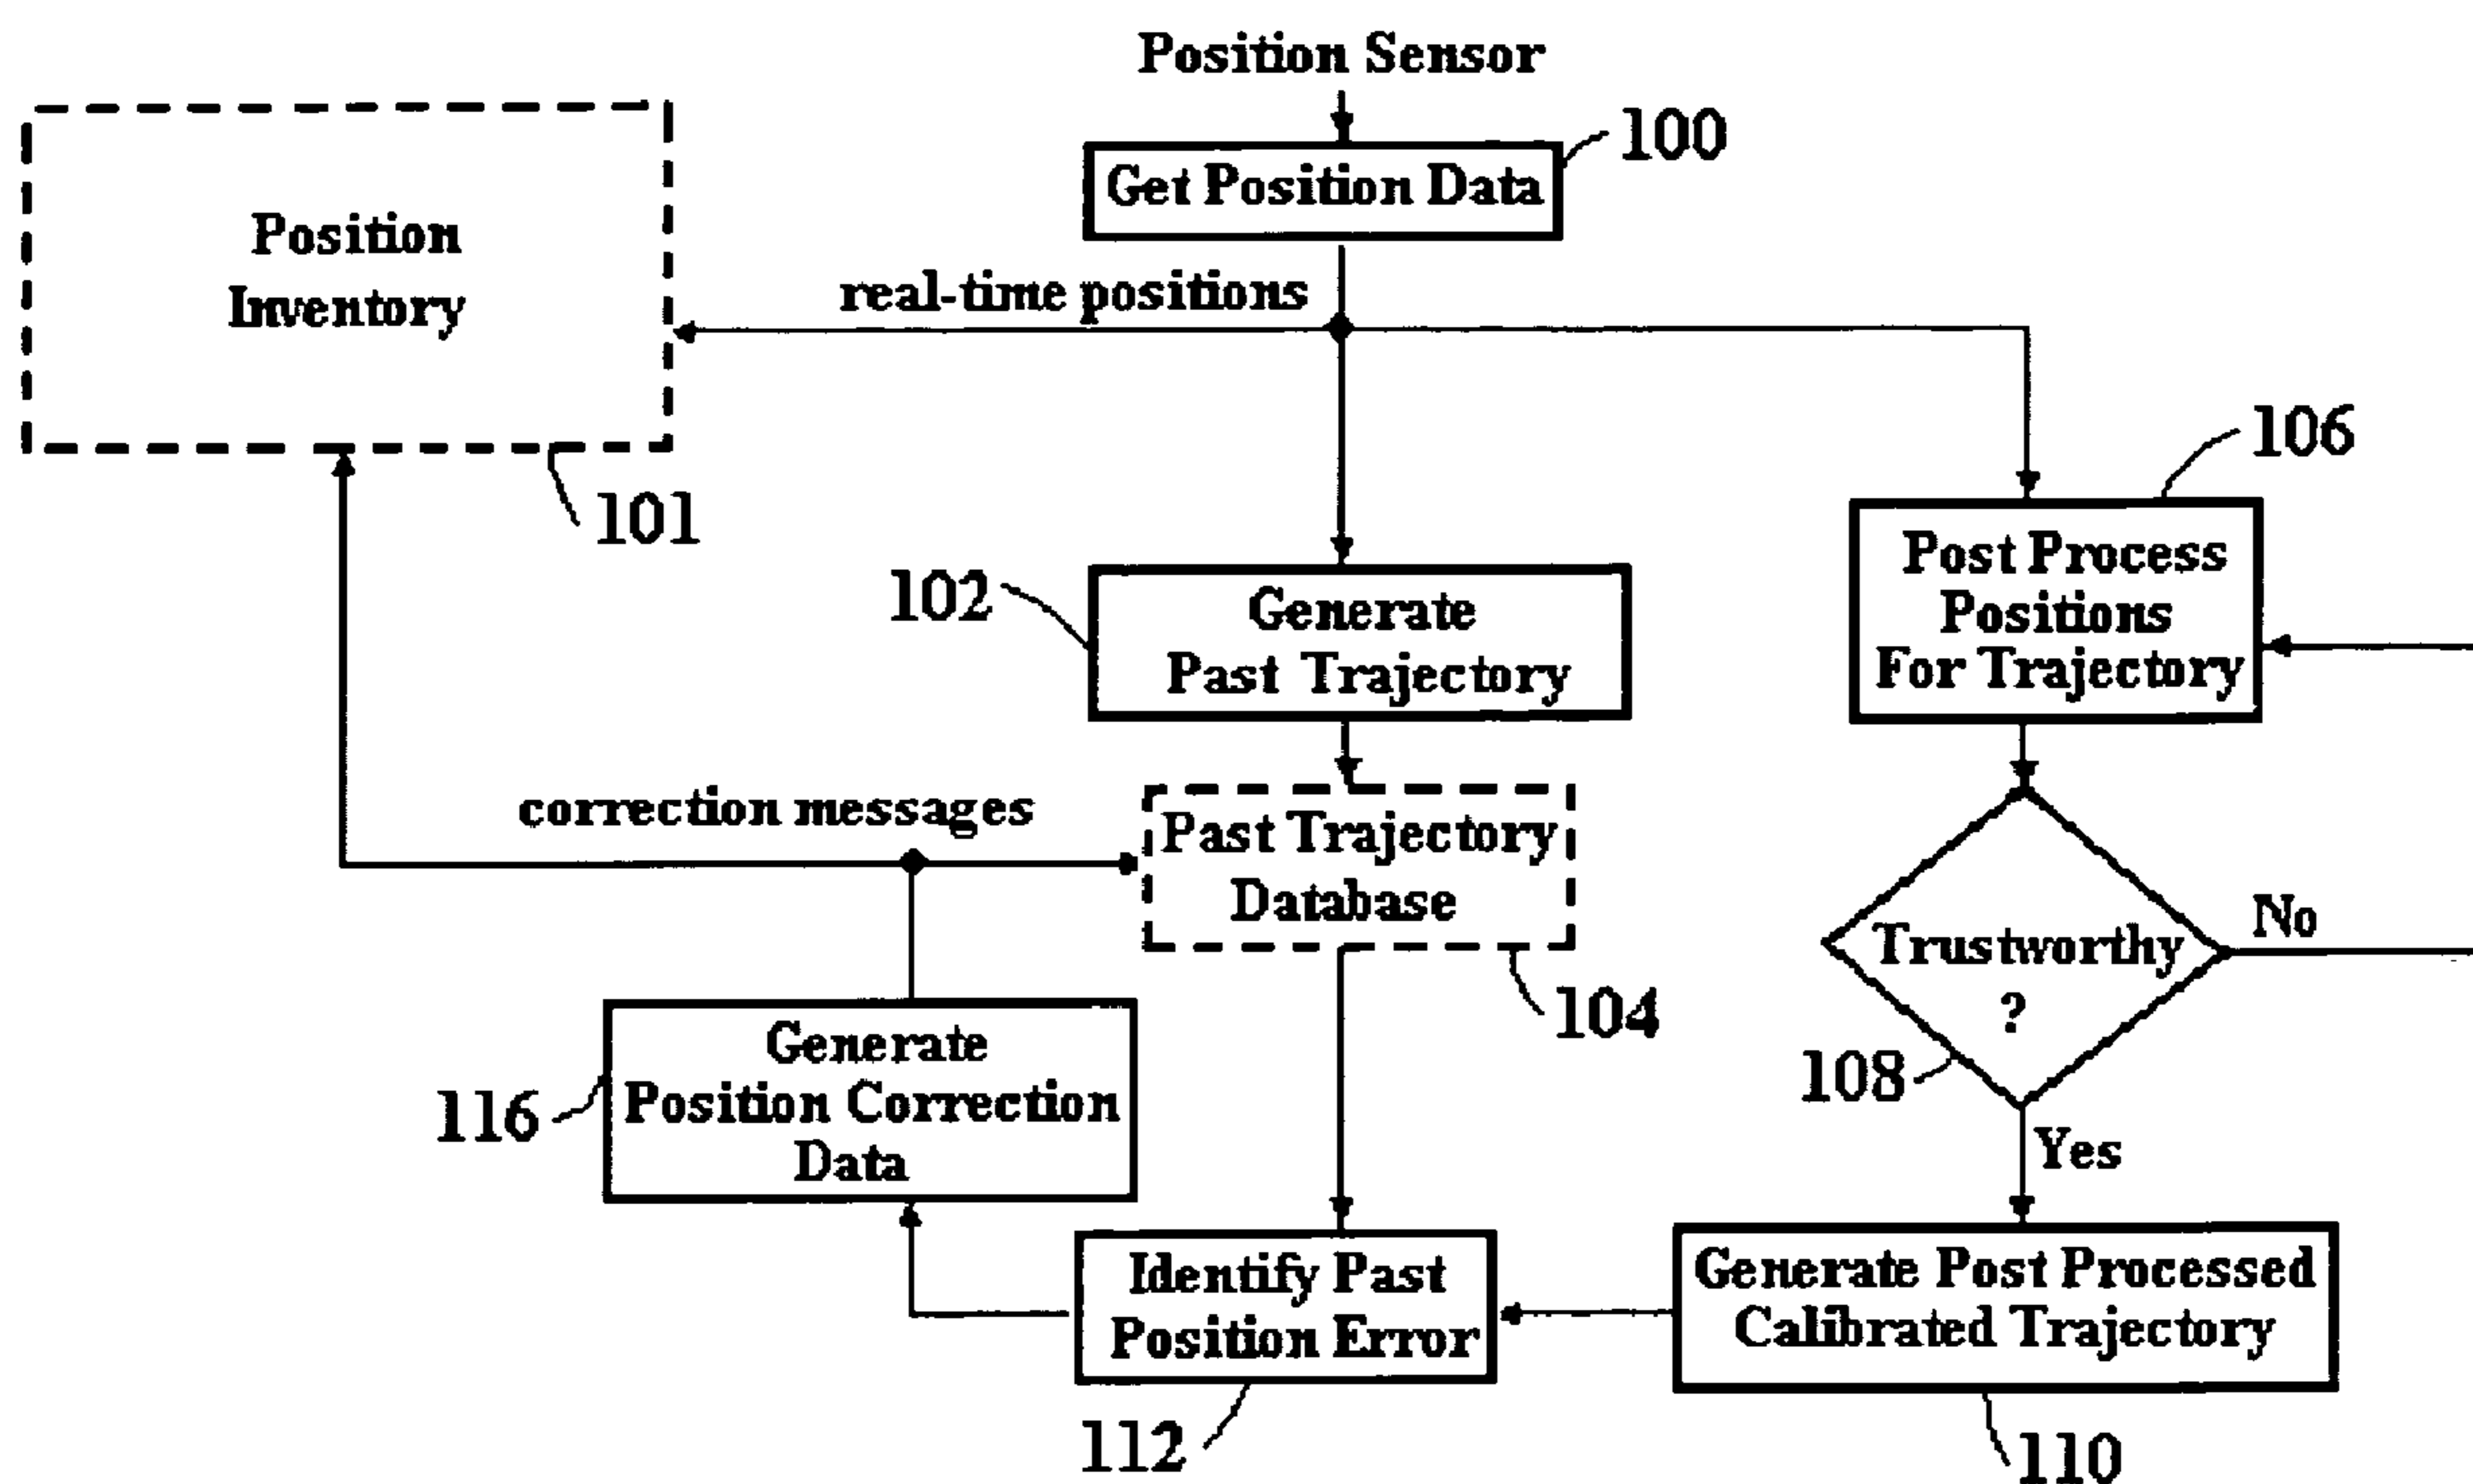 Position Sensor
100
Get Position Data
Position
Inventory
real-time positions
101
106
Post Process
Positions
For Trajectory
102
Generate
Past Trajectory
correction messages
Past Trajectory
Database
104
Trustworthy
?
No
108
Yes
Generate
Position Correction
Data
116
Identify Past
Position Error
112
Generate Post Processed
Calibrated Trajectory
110